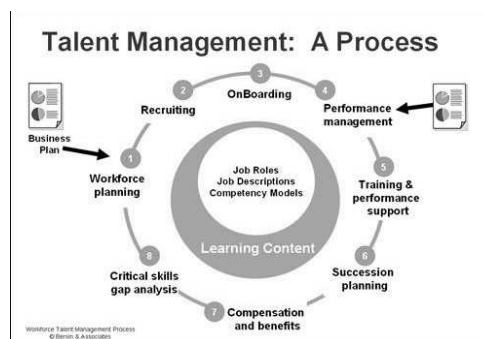 Talent Management: A Process
3
OnBoarding
2
Recruiting
4
Performance
management
Business
Plan
1
Workforce
planning
Job Roles
Job Descriptions
Competency Models
Learning Content
5
Training &
performance
support
6
Succession
planning
7
Compensation
and benefits
8
Critical skills
gap analysis
Workforce Talent Management Process
© Bersin & Associates